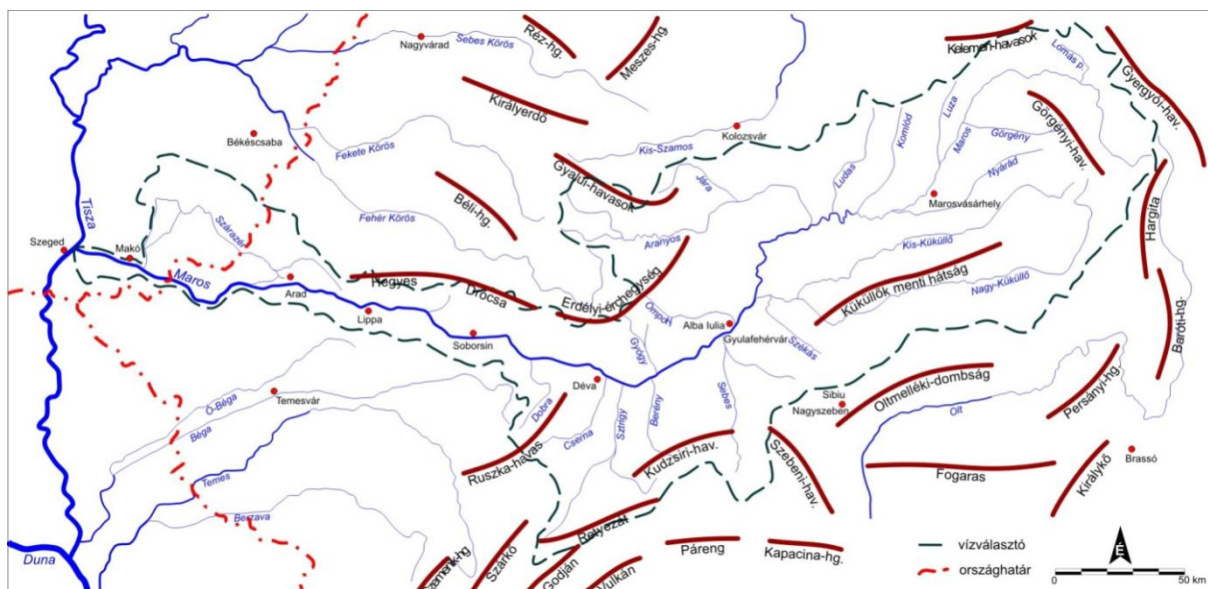 Nagyvárad
Sebes Körös
Réz-hg.
Meszes-hg.
Kelemen-havasok
Lomás p.
Gyergyói-hav.
Királyerdő
Békéscsaba
Fekete Körös
Kis-Szamos
Kolozsvár
Luza
Maros
Görgény
Görgényi-hav.
Komlód
Ludas
Nyárád
Gyalui-havasok
Jára
Béli-hg.
Fehér Körös
Marosvásárhely
Hargita
Tisza
Szárazér
Szeged
Makó
Maros
Arad
Hegyes
Drócsa
Erdélyi-érchegység
Aranyos
Kis-Küküllő
Küküllők menti hátság
Nagy-Küküllő
Baróti-hg.
Lippa
Soborsin
Ompoly
Alba Iulia
Gyulafehérvár
Székás
Gyógy
Déva
Dobra
Cserna
Sztrigy
Berény
Sebes
Sibiu
Nagyszeben
Oltmelléki-dombság
Persányi-hg.
Olt
Temesvár
Ó-Béga
Béga
Temes
Berzava
Ruszka-havas
Kudzsiri-hav.
Szebeni-hav.
Fogaras
Királykő
Brassó
Duna
Szemenik-hg
Szárkó
Godján
Retyezát
Vulkán
Páreng
Kapacina-hg.
vízválasztó
országhatár
É
0 50 km